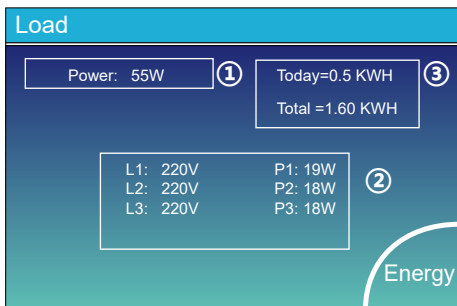 Load
Power: 55W ①
Today=0.5 KWH ③
Total =1.60 KWH
L1: 220V P1: 19W
L2: 220V P2: 18W ②
L3: 220V P3: 18W
Energy